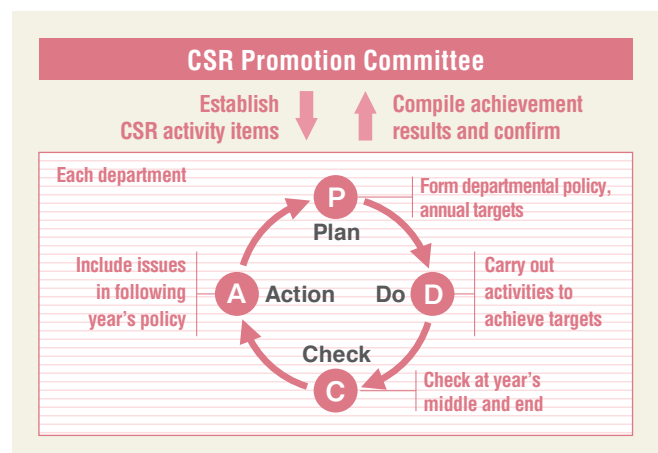 CSR Promotion Committee
Establish
CSR activity items
Compile achievement
results and confirm
Each department
P
Plan
Form departmental policy,
annual targets
D
Do
Carry out
activities to
achieve targets
C
Check
Check at year's
middle and end
A
Action
Include issues
in following
year's policy